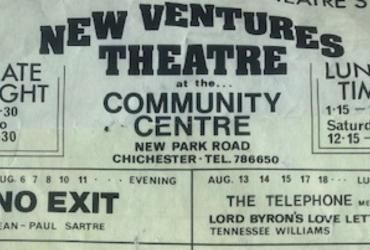 THEATRE S
NEW VENTURES
THEATRE
at the...
COMMUNITY
CENTRE
NEW PARK ROAD
CHICHESTER · TEL. 786650
ATE
GHT
·30
o
·30
LUN
TIM
1·15 —
Saturd
12·15 –
AUG. 6 7 8 10 11 · · · EVENING
NO EXIT
EAN - PAUL SARTRE
AUG. 13 14 15 17 18 · · · LU
THE TELEPHONE ME
LORD BYRON'S LOVE LETT
TENNESSEE WILLIAMS